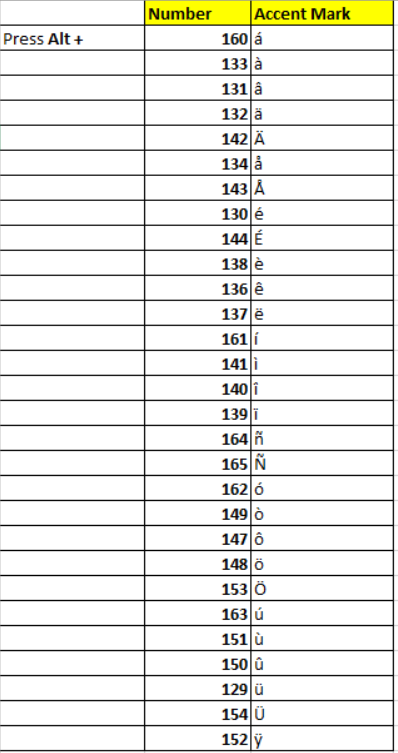 Number Accent Mark
Press Alt + 160 á
133 à
131 â
132 ä
142 Ä
134 å
143 Å
130 é
144 É
138 è
136 ê
137 ë
161 í
141 ì
140 î
139 ï
164 ñ
165 Ñ
162 ó
149 ò
147 ô
148 ö
153 Ö
163 ú
151 ù
150 û
129 ü
154 Ü
152 ÿ